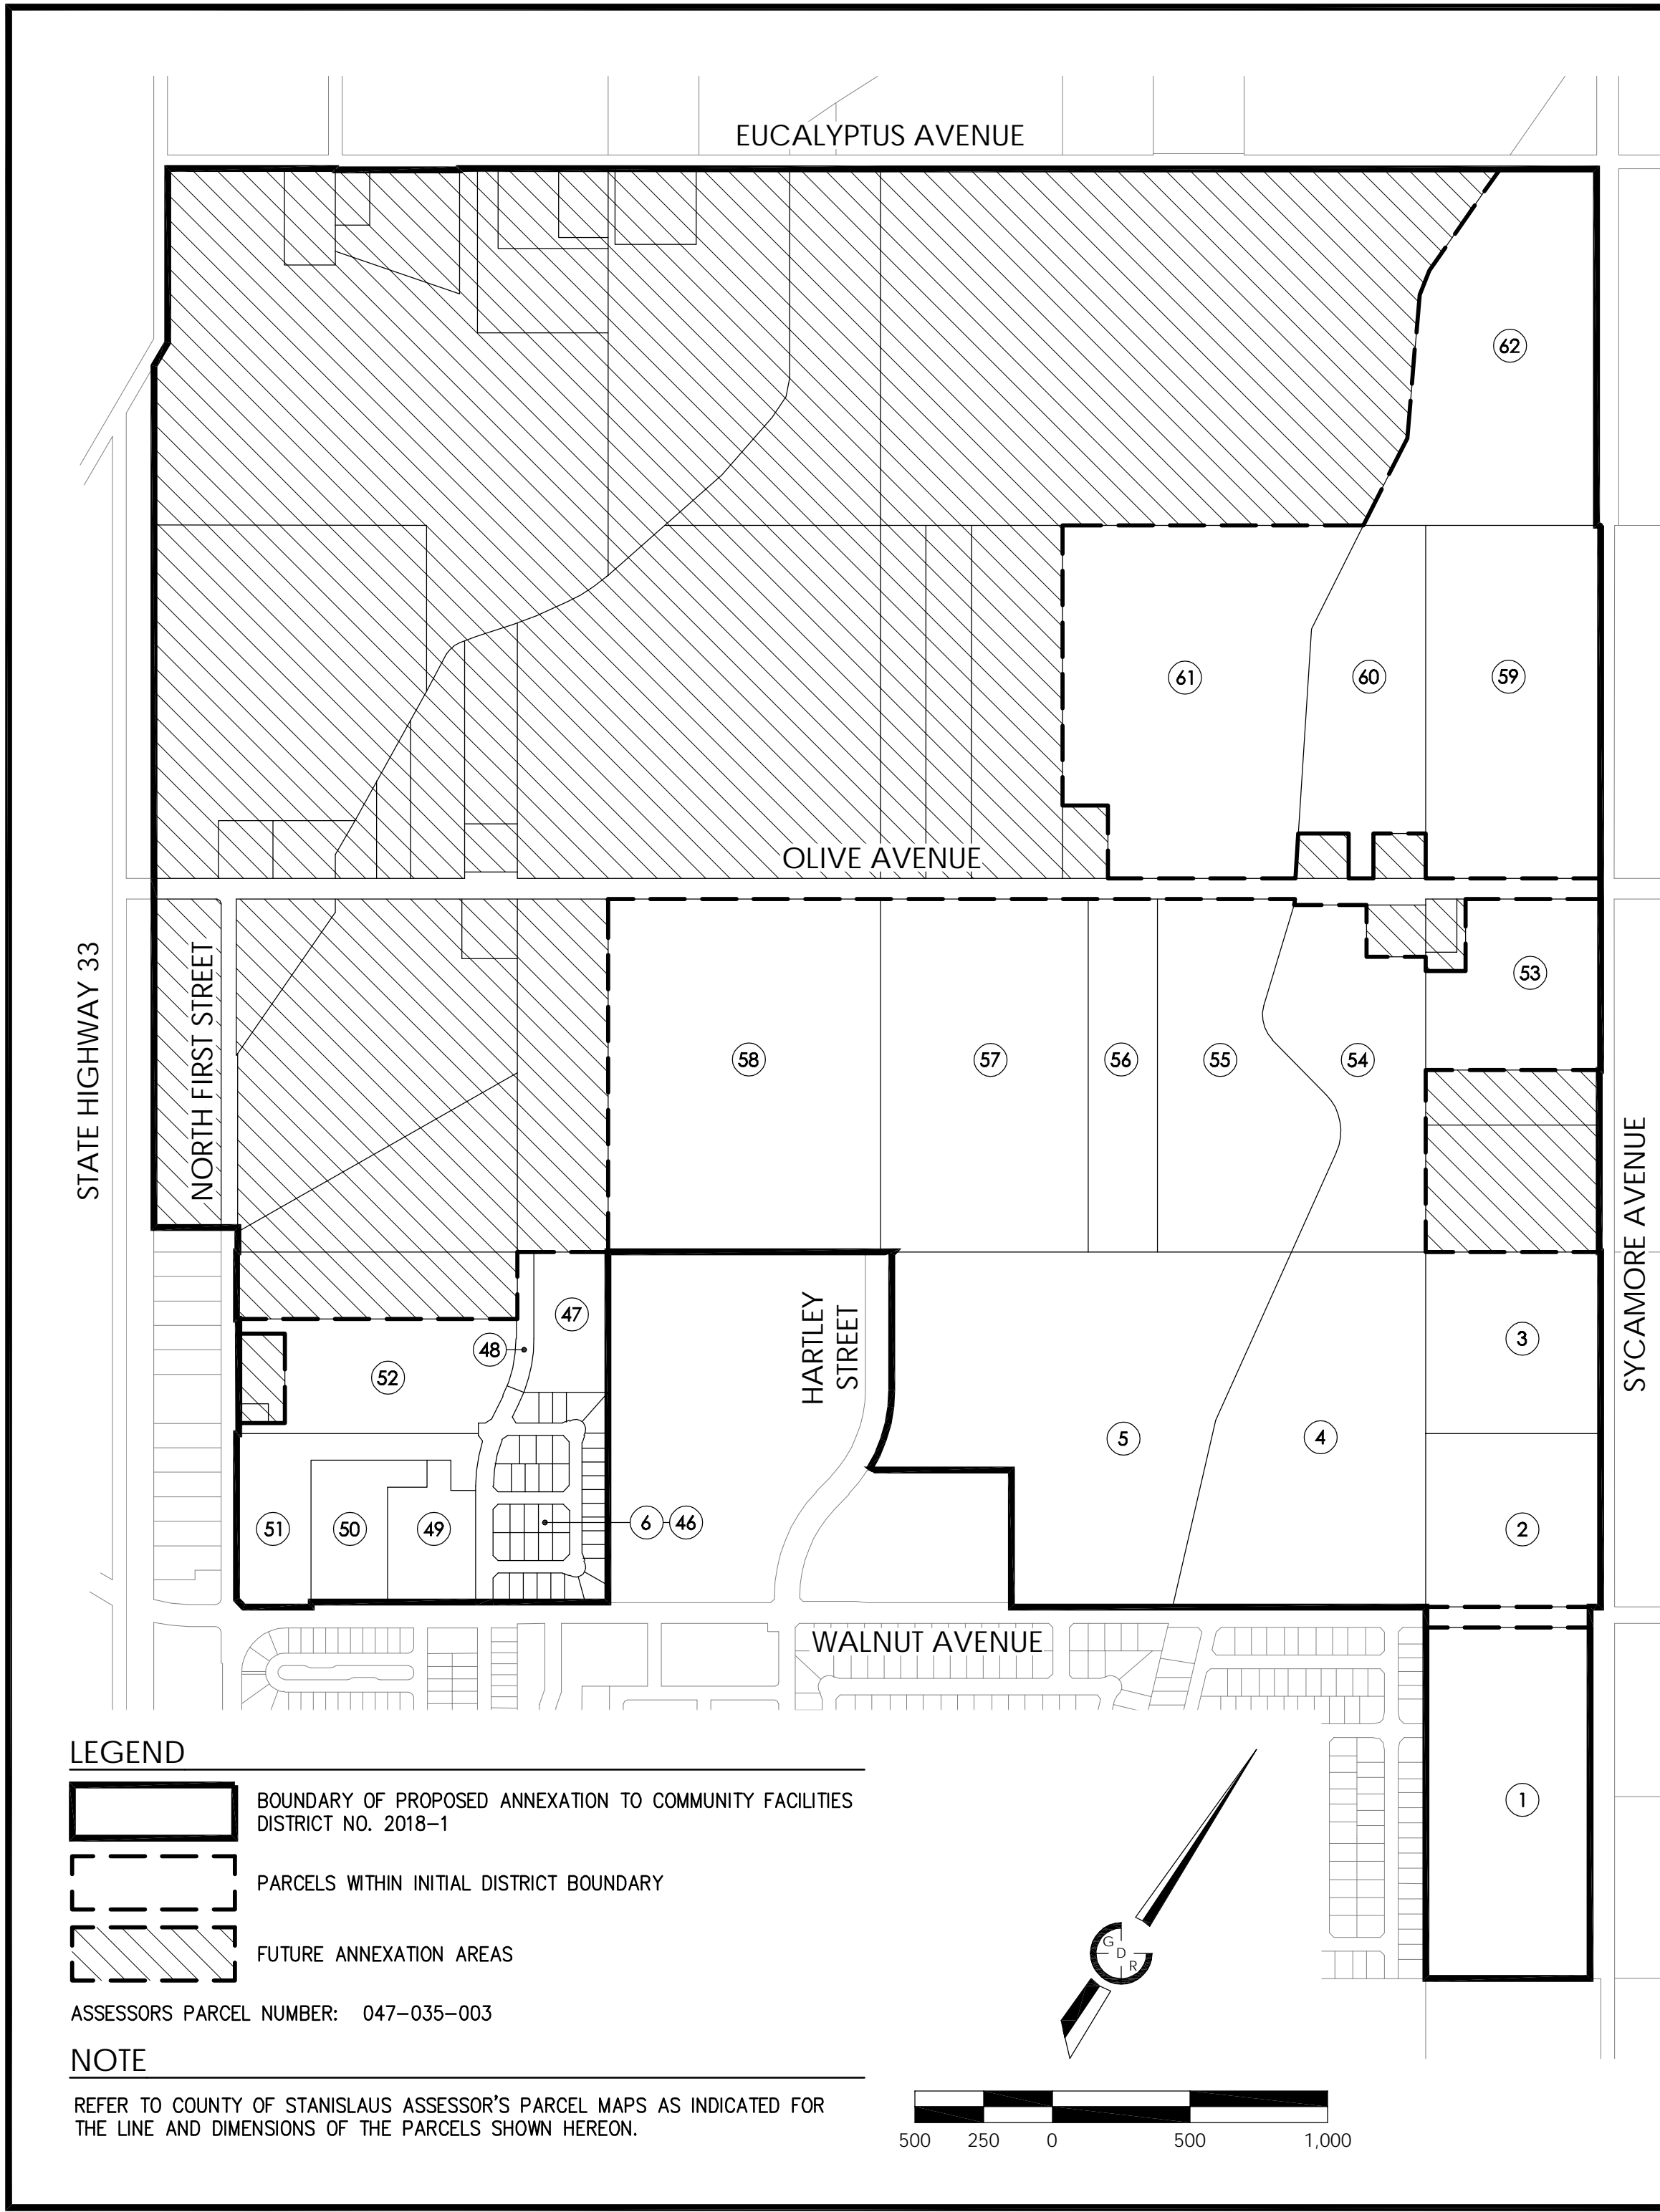 EUCALYPTUS AVENUE
62
61
60
59
OLIVE AVENUE
STATE HIGHWAY 33
NORTH FIRST STREET
53
58
57
56
55
54
SYCAMORE AVENUE
HARTLEY
STREET
47
48
52
3
5
4
51
50
49
6
46
2
WALNUT AVENUE
1
LEGEND
BOUNDARY OF PROPOSED ANNEXATION TO COMMUNITY FACILITIES
DISTRICT NO. 2018-1
PARCELS WITHIN INITIAL DISTRICT BOUNDARY
FUTURE ANNEXATION AREAS
ASSESSORS PARCEL NUMBER: 047-035-003
NOTE
REFER TO COUNTY OF STANISLAUS ASSESSOR'S PARCEL MAPS AS INDICATED FOR
THE LINE AND DIMENSIONS OF THE PARCELS SHOWN HEREON.
G
D
R
500 250 0 500 1,000